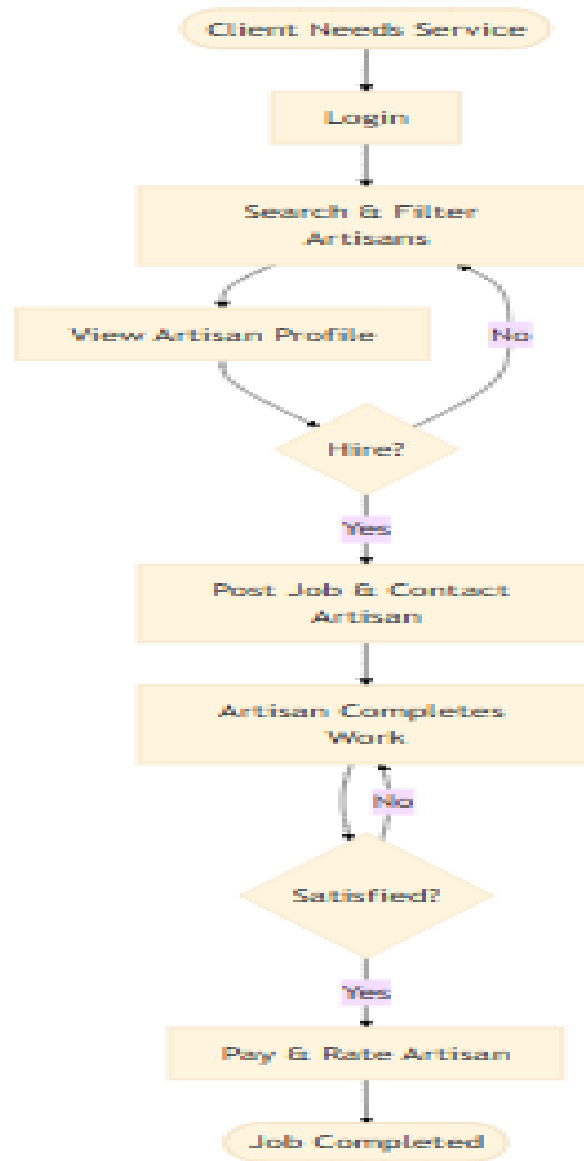 Client Needs Service
Login
Search & Filter
Artisans
View Artisan Profile
No
Hire?
Yes
Post Job & Contact
Artisan
Artisan Completes
Work
No
Satisfied?
Yes
Pay & Rate Artisan
Job Completed